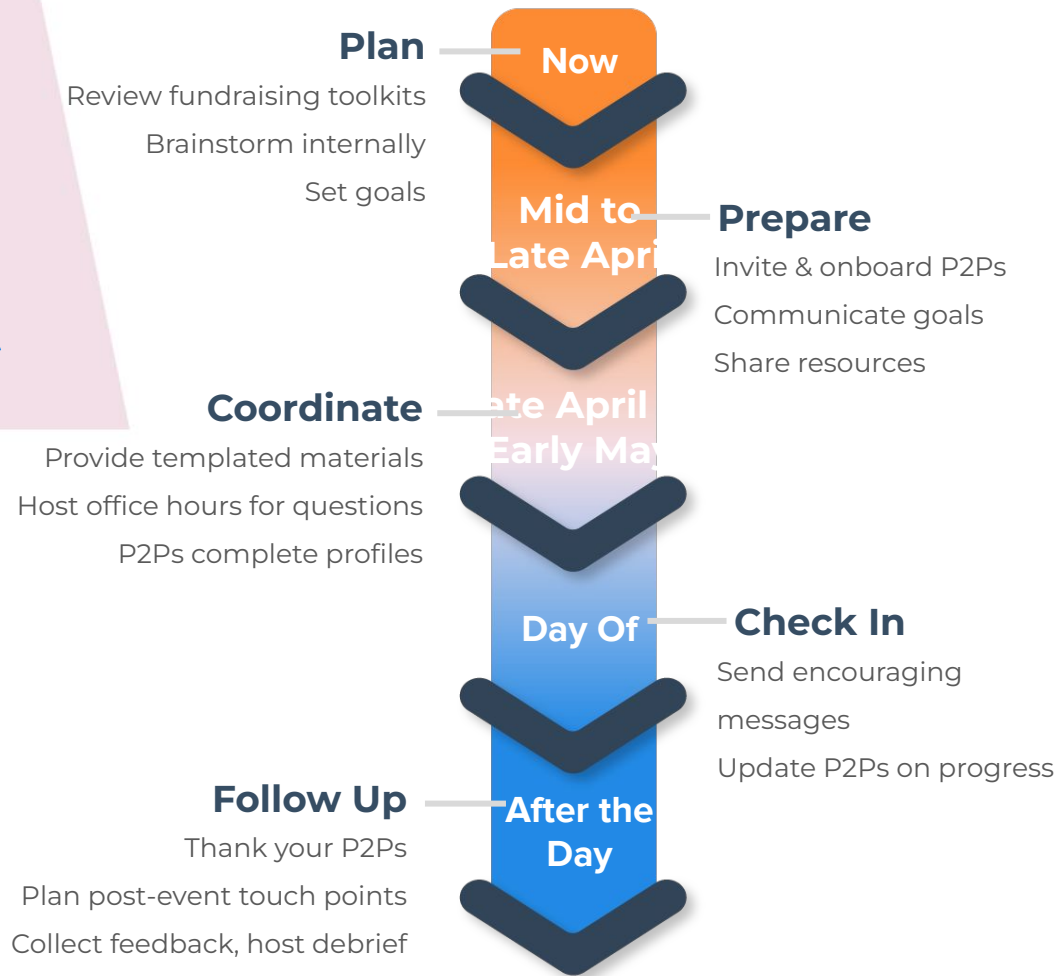 Plan
Now
Review fundraising toolkits
Brainstorm internally
Set goals
Mid to
Late Apri
Prepare
Invite & onboard P2Ps
Communicate goals
Share resources
Coordinate
ate April
Early May
Provide templated materials
Host office hours for questions
P2Ps complete profiles
Day Of
Check In
Send encouraging
messages
Update P2Ps on progress
Follow Up
After the
Day
Thank your P2Ps
Plan post-event touch points
Collect feedback, host debrief